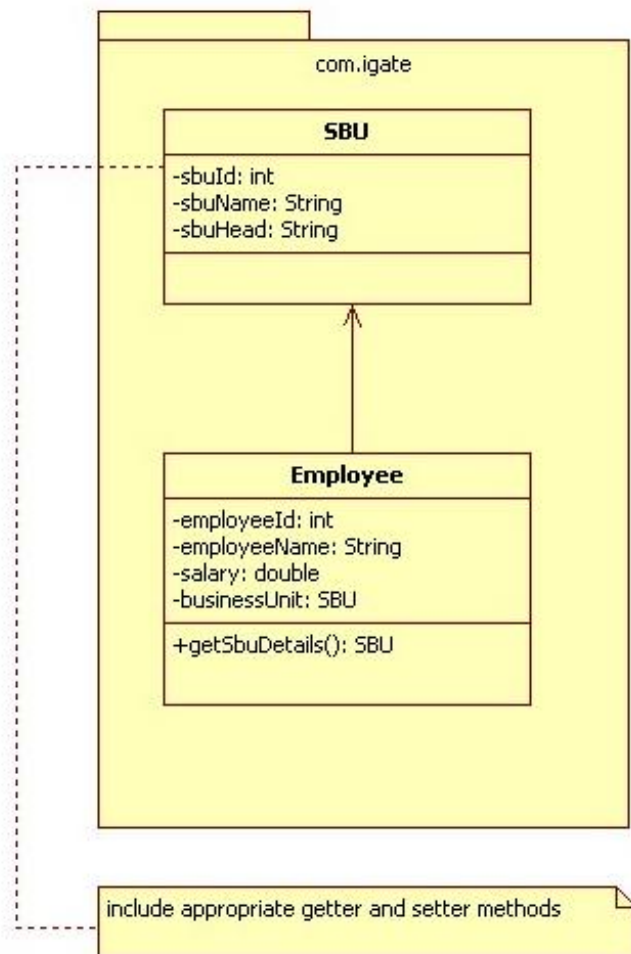 com.igate
SBU
-sbuId: int
-sbuName: String
-sbuHead: String
Employee
-employeeId: int
-employeeName: String
-salary: double
-businessUnit: SBU
+getSbuDetails(): SBU
include appropriate getter and setter methods